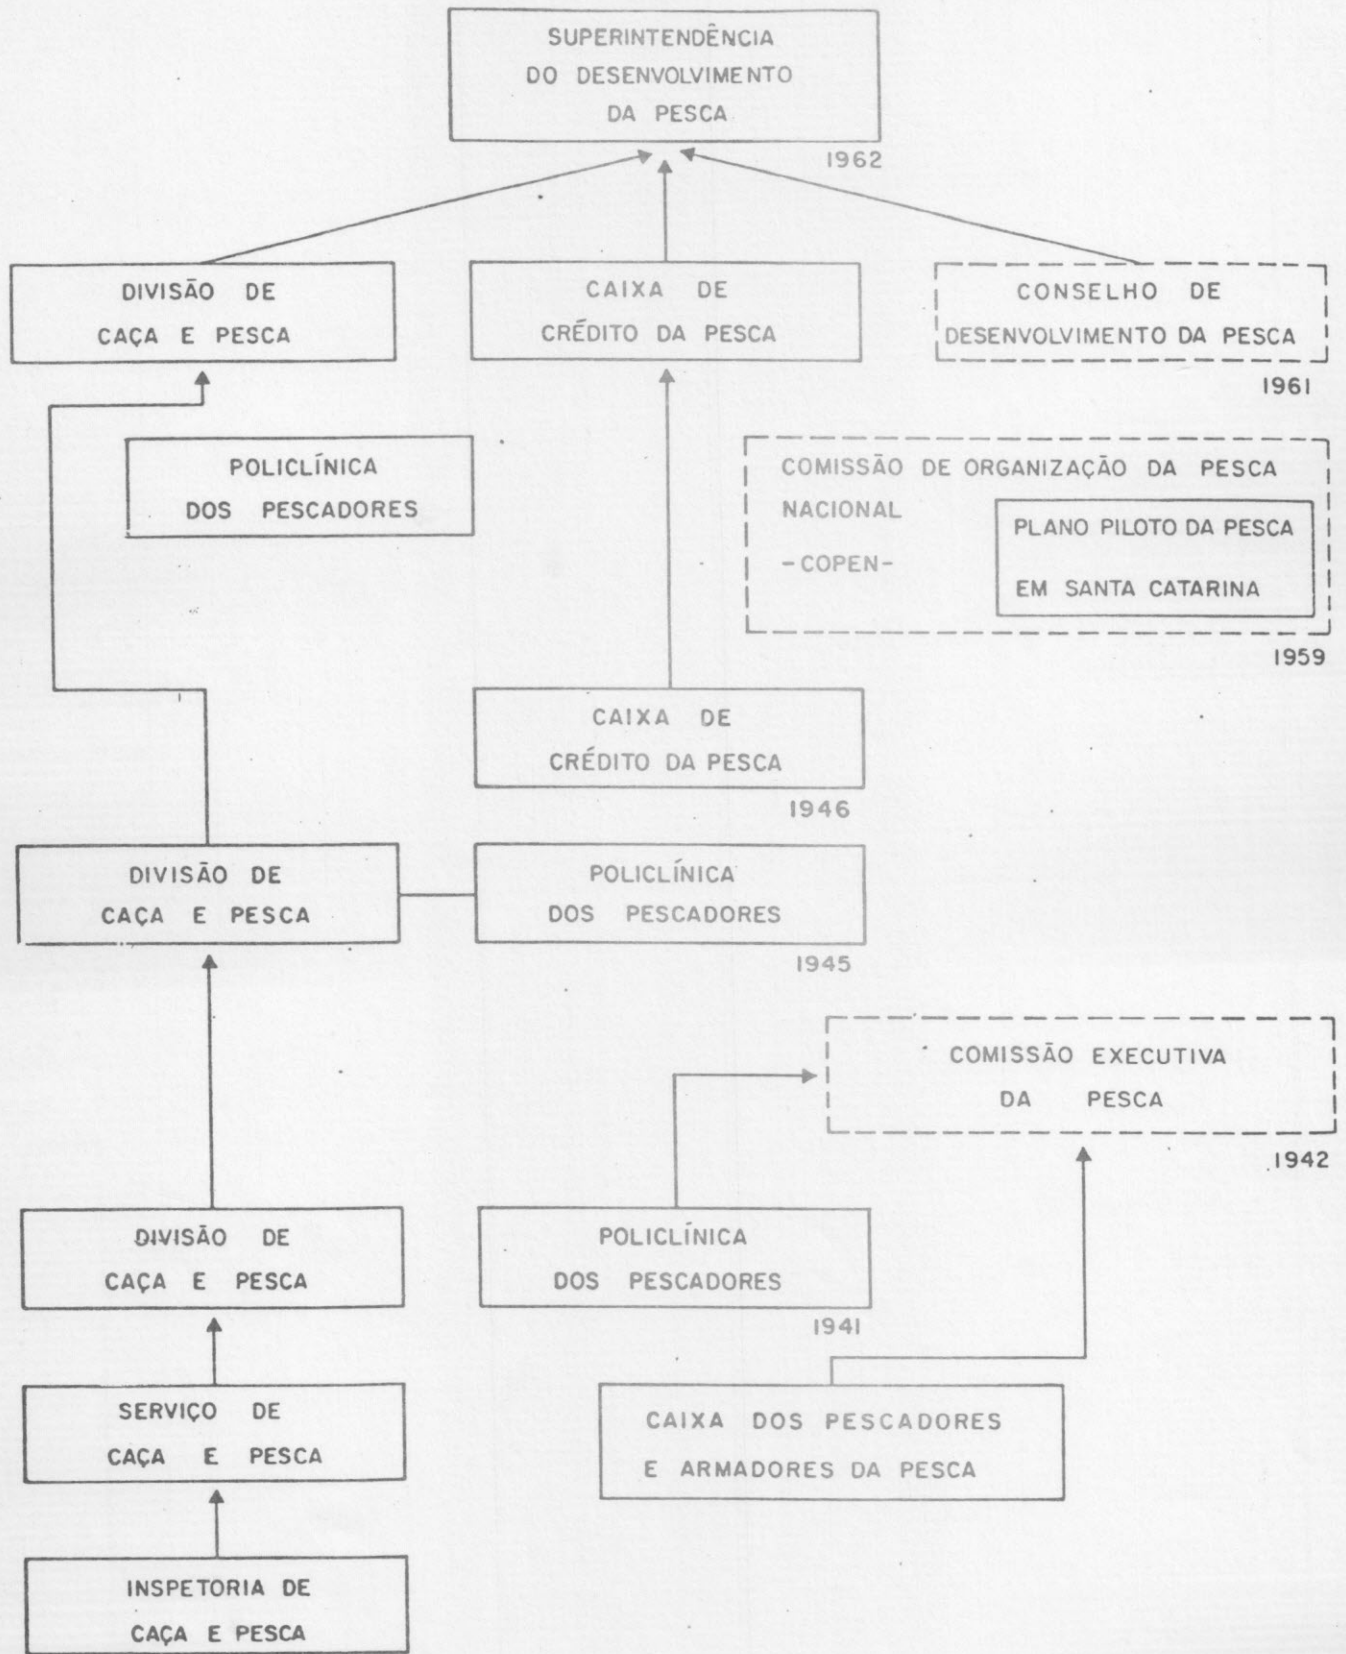 SUPERINTENDÊNCIA
DO DESENVOLVIMENTO
DA PESCA
1962
DIVISÃO DE
CAÇA E PESCA
CAIXA DE
CRÉDITO DA PESCA
CONSELHO DE
DESENVOLVIMENTO DA PESCA
1961
POLICLÍNICA
DOS PESCADORES
COMISSÃO DE ORGANIZAÇÃO DA PESCA
NACIONAL
-COPEN-
PLANO PILOTO DA PESCA
EM SANTA CATARINA
1959
CAIXA DE
CRÉDITO DA PESCA
1946
DIVISÃO DE
CAÇA E PESCA
POLICLÍNICA
DOS PESCADORES
1945
COMISSÃO EXECUTIVA
DA PESCA
1942
DIVISÃO DE
CAÇA E PESCA
POLICLÍNICA
DOS PESCADORES
1941
SERVIÇO DE
CAÇA E PESCA
CAIXA DOS PESCADORES
E ARMADORES DA PESCA
INSPETORIA DE
CAÇA E PESCA